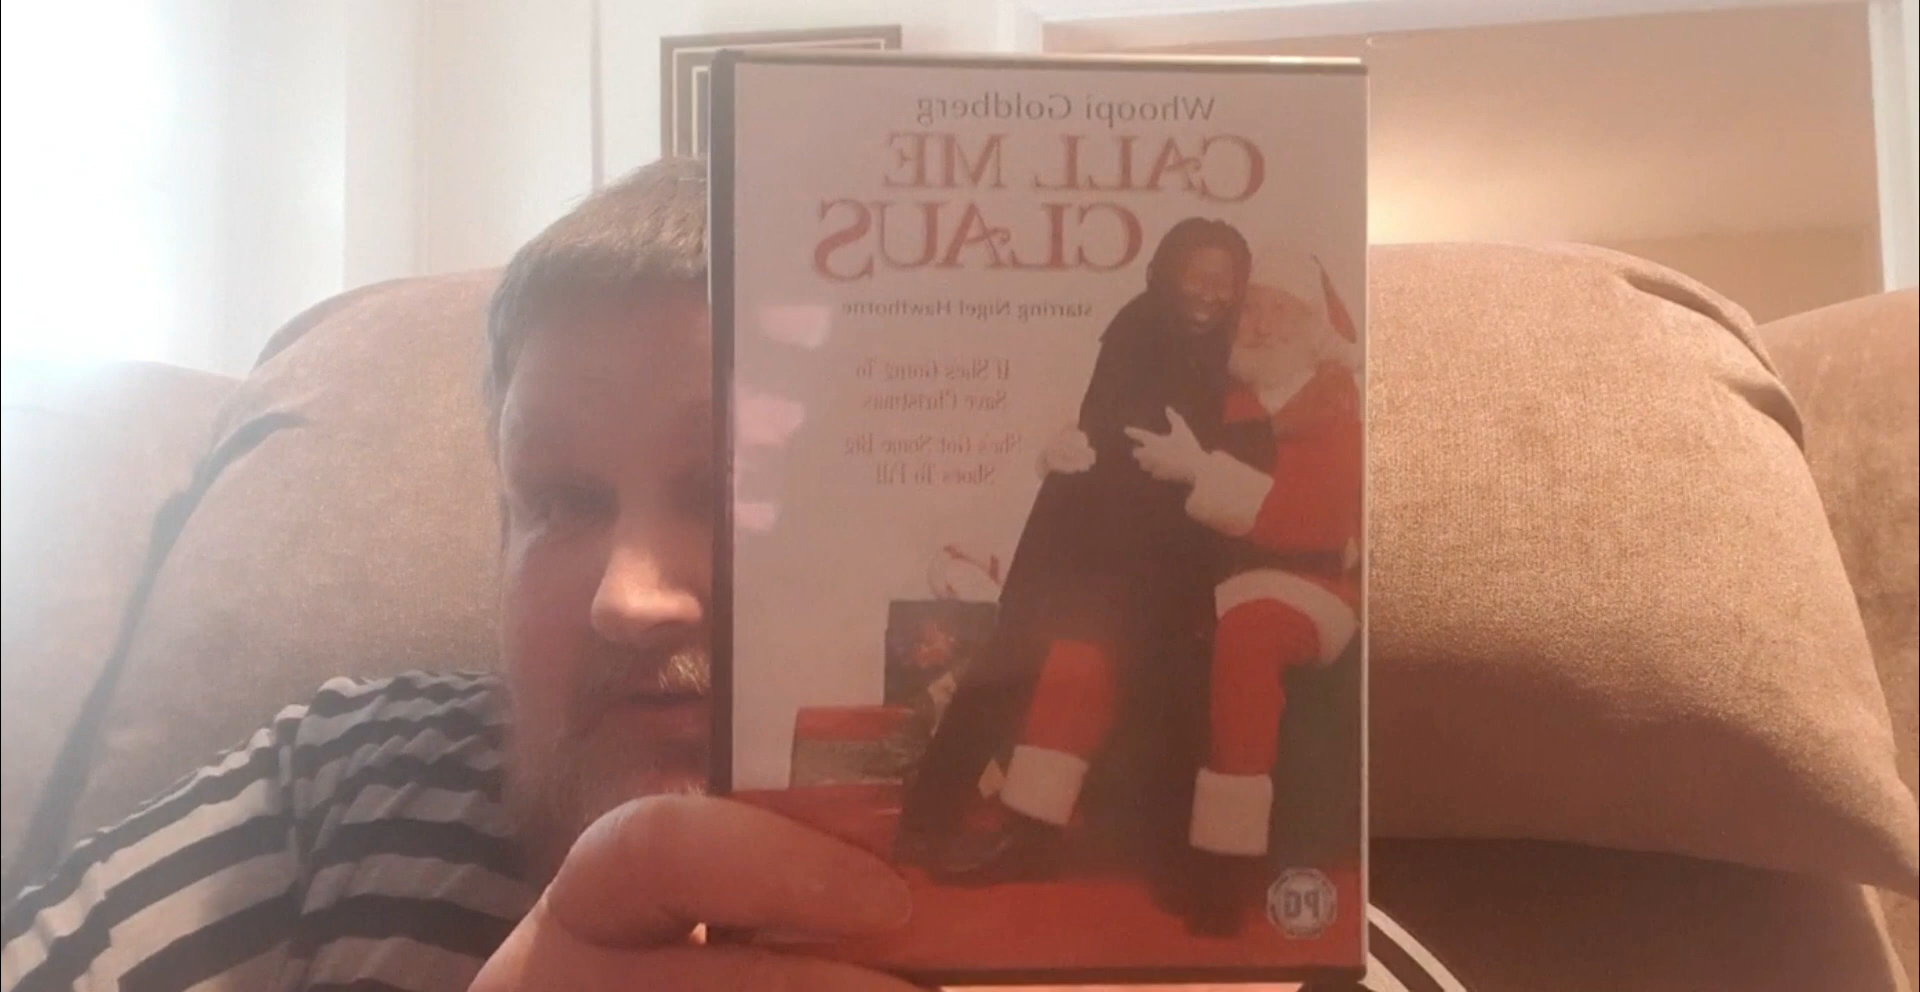 Whoopi Goldberg
CALL ME
CLAUS
starring Nigel Hawthorne
If She's Going To
Save Christmas
She's Got Some Big
Shoes To Fill
PG